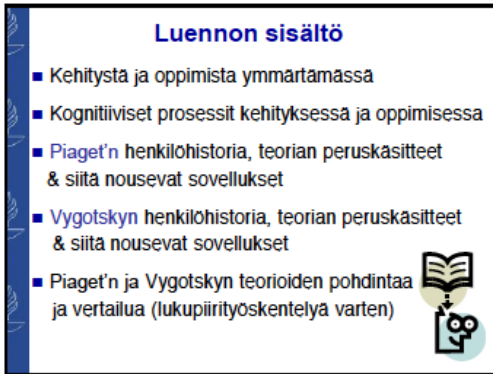 Luennon sisältö
Kehitystä ja oppimista ymmärtämässä
Kognitiiviset prosessit kehityksessä ja oppimisessa
Piaget'n henkilöhistoria, teorian peruskäsitteet
& siitä nousevat sovellukset
Vygotskyn henkilöhistoria, teorian peruskäsitteet
& siitä nousevat sovellukset
Piaget'n ja Vygotskyn teorioiden pohdintaa
ja vertailua (lukupiirityöskentelyä varten)